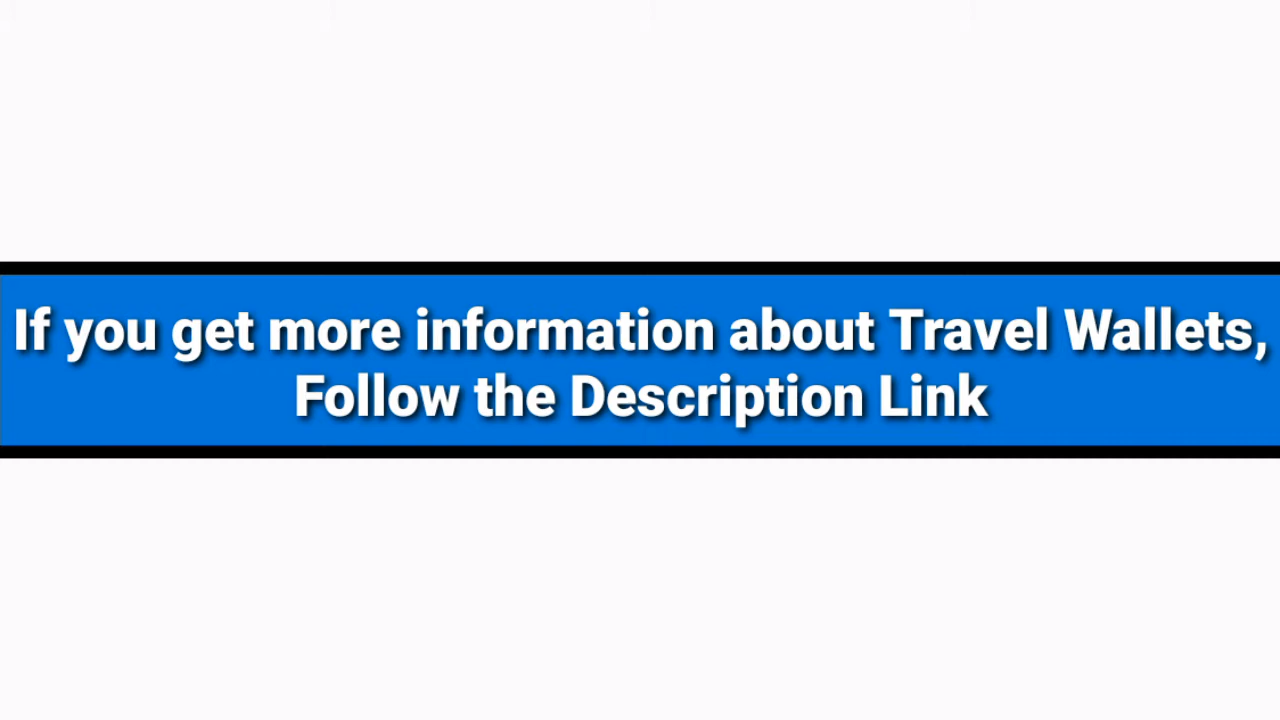 If you get more information about Travel Wallets,
Follow the Description Link